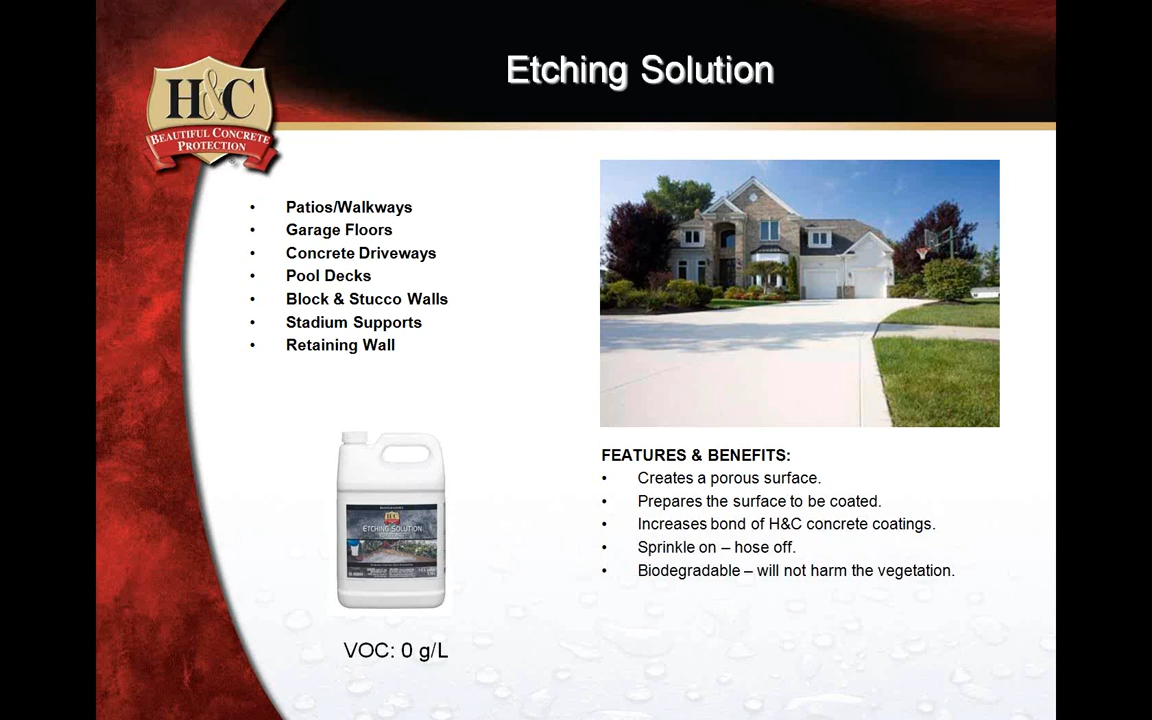 Etching Solution
H&C
BEAUTIFUL CONCRETE
PROTECTION
• Patios/Walkways
• Garage Floors
• Concrete Driveways
• Pool Decks
• Block & Stucco Walls
• Stadium Supports
• Retaining Wall
H&C
ETCHING SOLUTION
VOC: 0 g/L
FEATURES & BENEFITS:
• Creates a porous surface.
• Prepares the surface to be coated.
• Increases bond of H&C concrete coatings.
• Sprinkle on – hose off.
• Biodegradable – will not harm the vegetation.